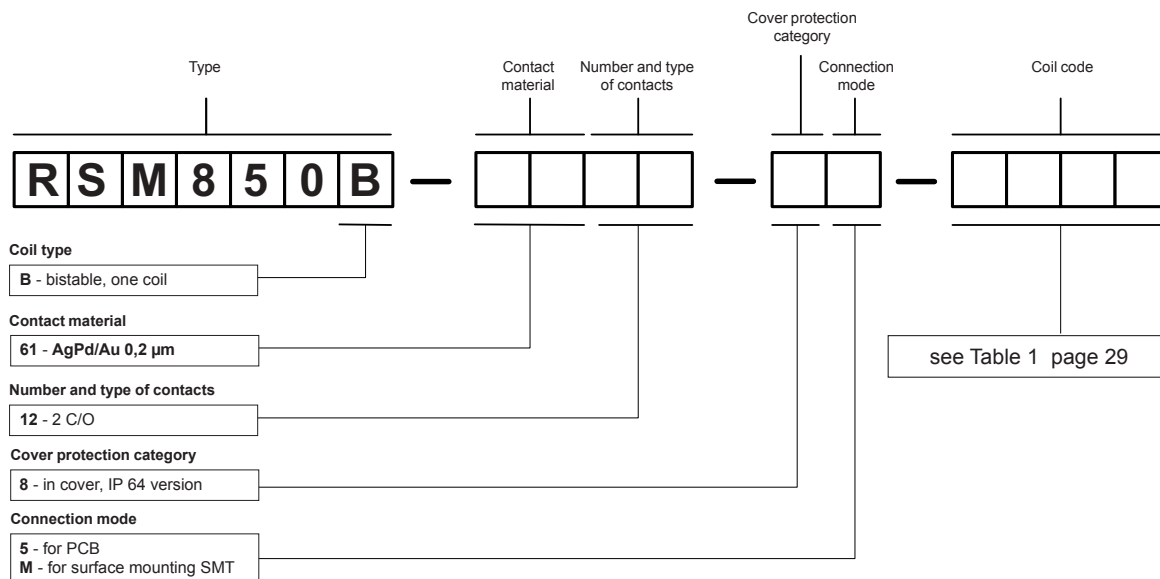 Cover protection
category
Type
Contact
material
Number and type
of contacts
Connection
mode
Coil code
RSM850B — — —
Coil type
B - bistable, one coil
Contact material
61 - AgPd/Au 0,2 µm
see Table 1 page 29
Number and type of contacts
12 - 2 C/O
Cover protection category
8 - in cover, IP 64 version
Connection mode
5 - for PCB
M - for surface mounting SMT